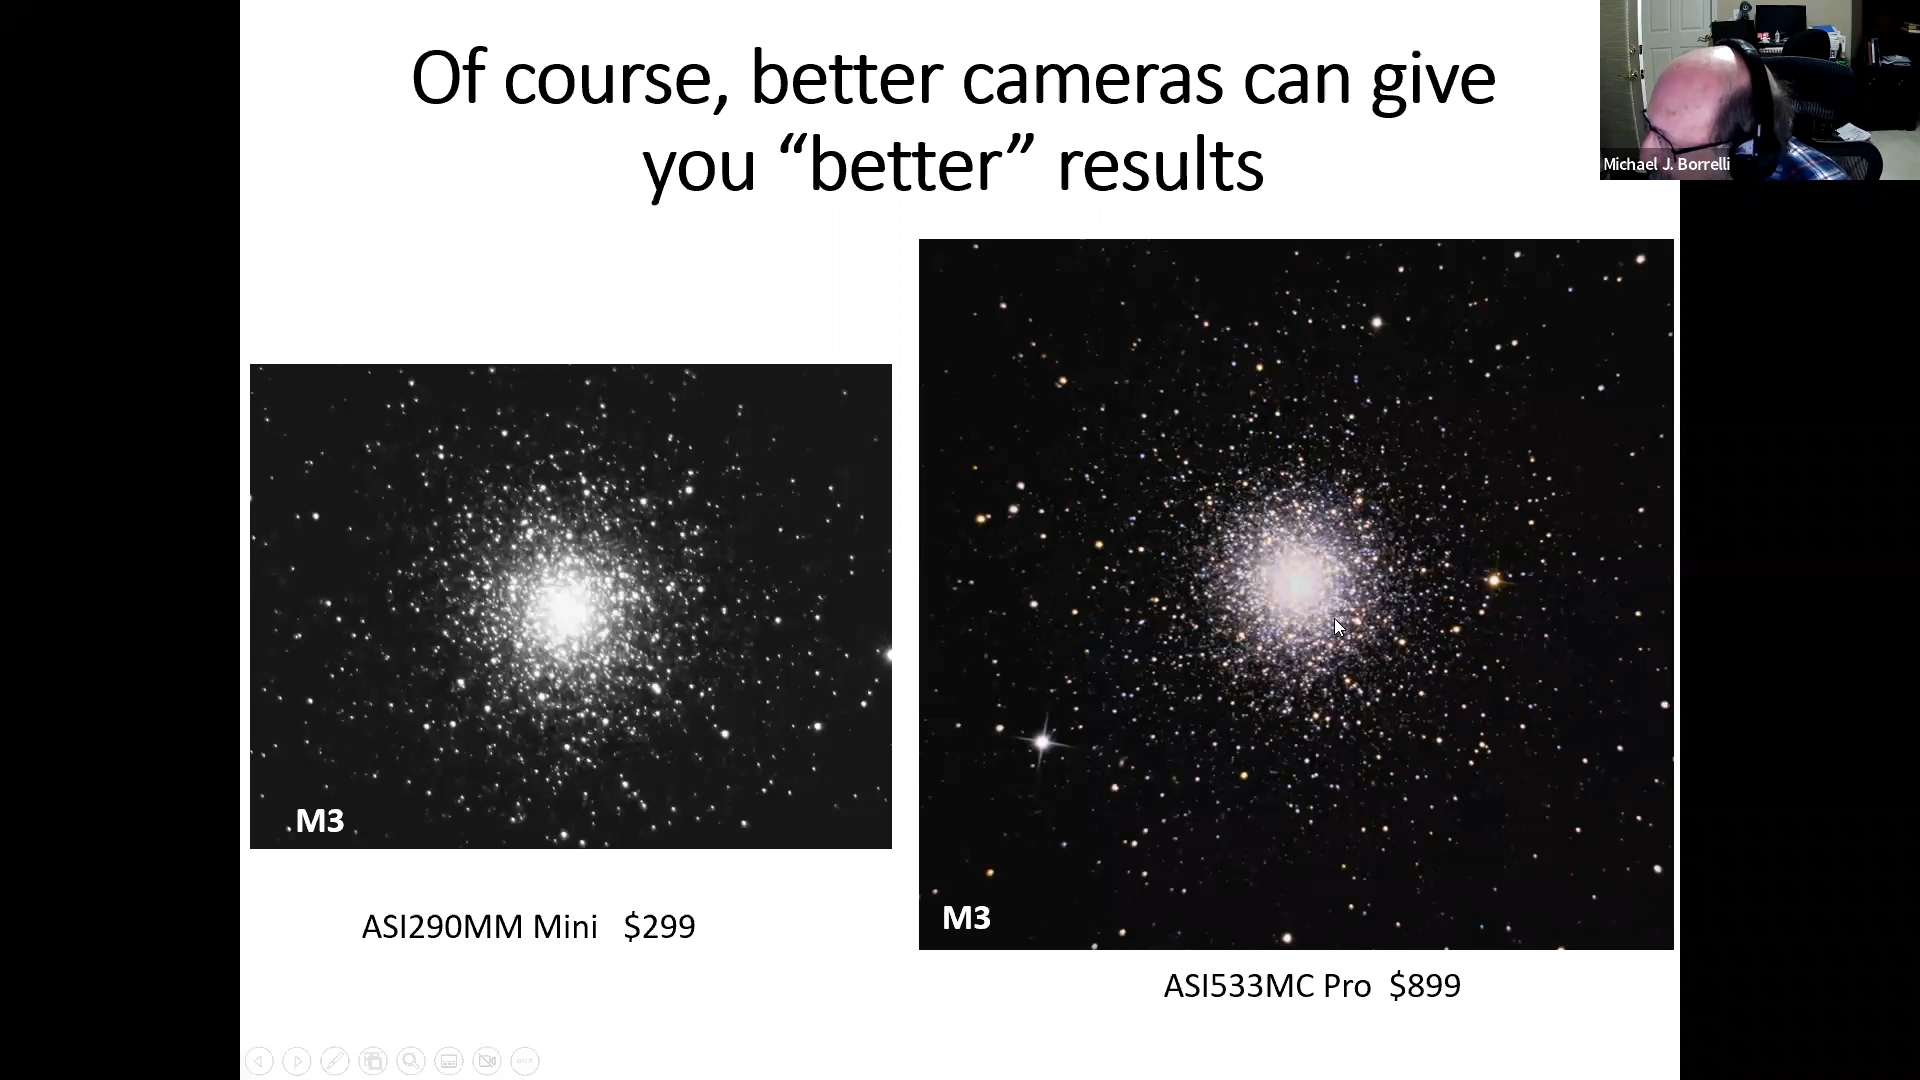 Of course, better cameras can give
you “better” results
Michael J. Borrelli
M3
M3
ASI290MM Mini $299
ASI533MC Pro $899